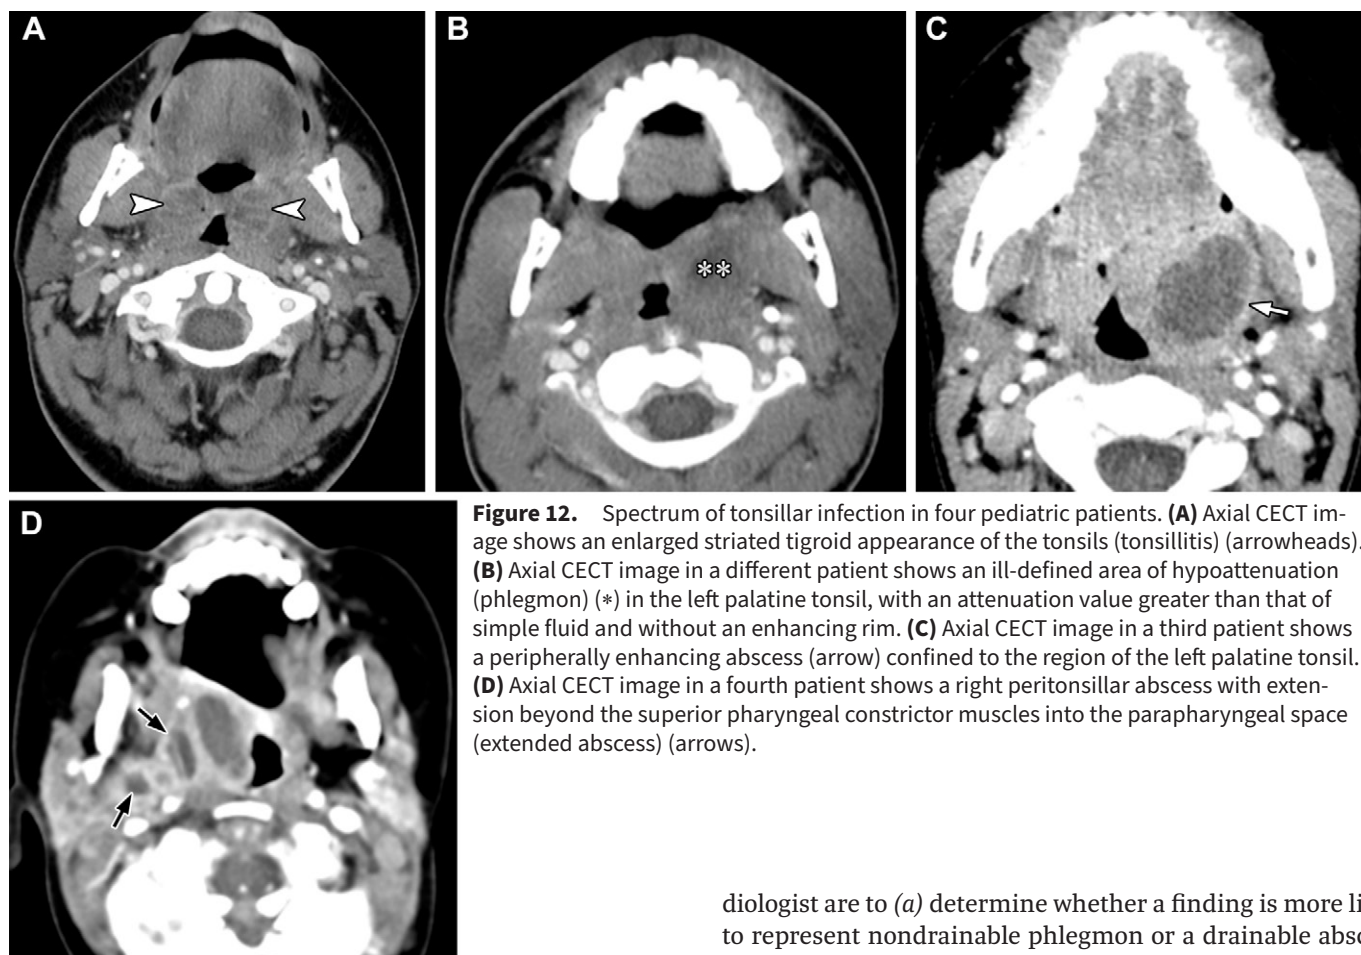 A
B
C
D
Figure 12. Spectrum of tonsillar infection in four pediatric patients. (A) Axial CECT im-
age shows an enlarged striated tigroid appearance of the tonsils (tonsillitis) (arrowheads).
(B) Axial CECT image in a different patient shows an ill-defined area of hypoattenuation
(phlegmon) (*) in the left palatine tonsil, with an attenuation value greater than that of
simple fluid and without an enhancing rim. (C) Axial CECT image in a third patient shows
a peripherally enhancing abscess (arrow) confined to the region of the left palatine tonsil.
(D) Axial CECT image in a fourth patient shows a right peritonsillar abscess with exten-
sion beyond the superior pharyngeal constrictor muscles into the parapharyngeal space
(extended abscess) (arrows).
diologist are to (a) determine whether a finding is more li
to represent nondrainable phlegmon or a drainable absc